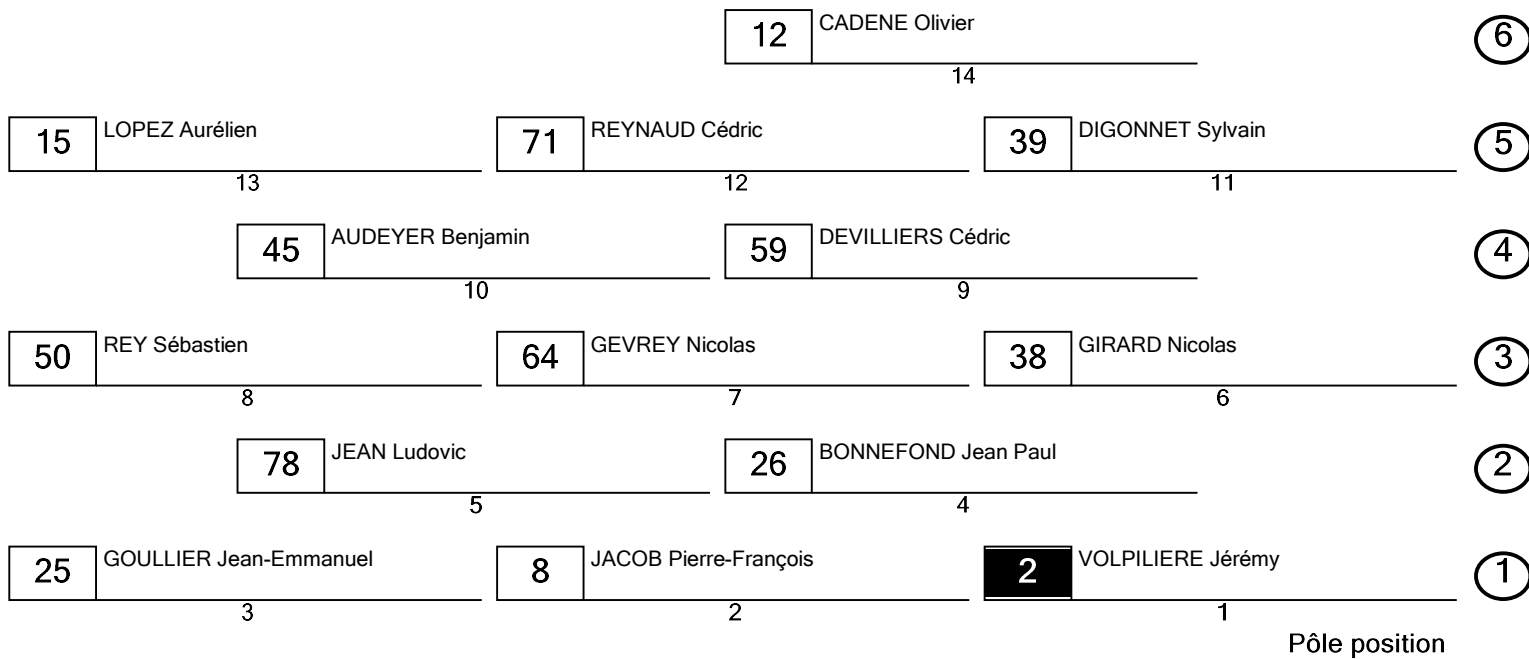 12 CADENE Olivier 6
14
15 LOPEZ Aurélien 71 REYNAUD Cédric 39 DIGONNET Sylvain 5
13 12 11
45 AUDEYER Benjamin 59 DEVILLIERS Cédric 4
10 9
50 REY Sébastien 64 GEVREY Nicolas 38 GIRARD Nicolas 3
8 7 6
78 JEAN Ludovic 26 BONNEFOND Jean Paul 2
5 4
25 GOULLIER Jean-Emmanuel 8 JACOB Pierre-François 2 VOLPILIERE Jérémy 1
3 2 1
Pôle position